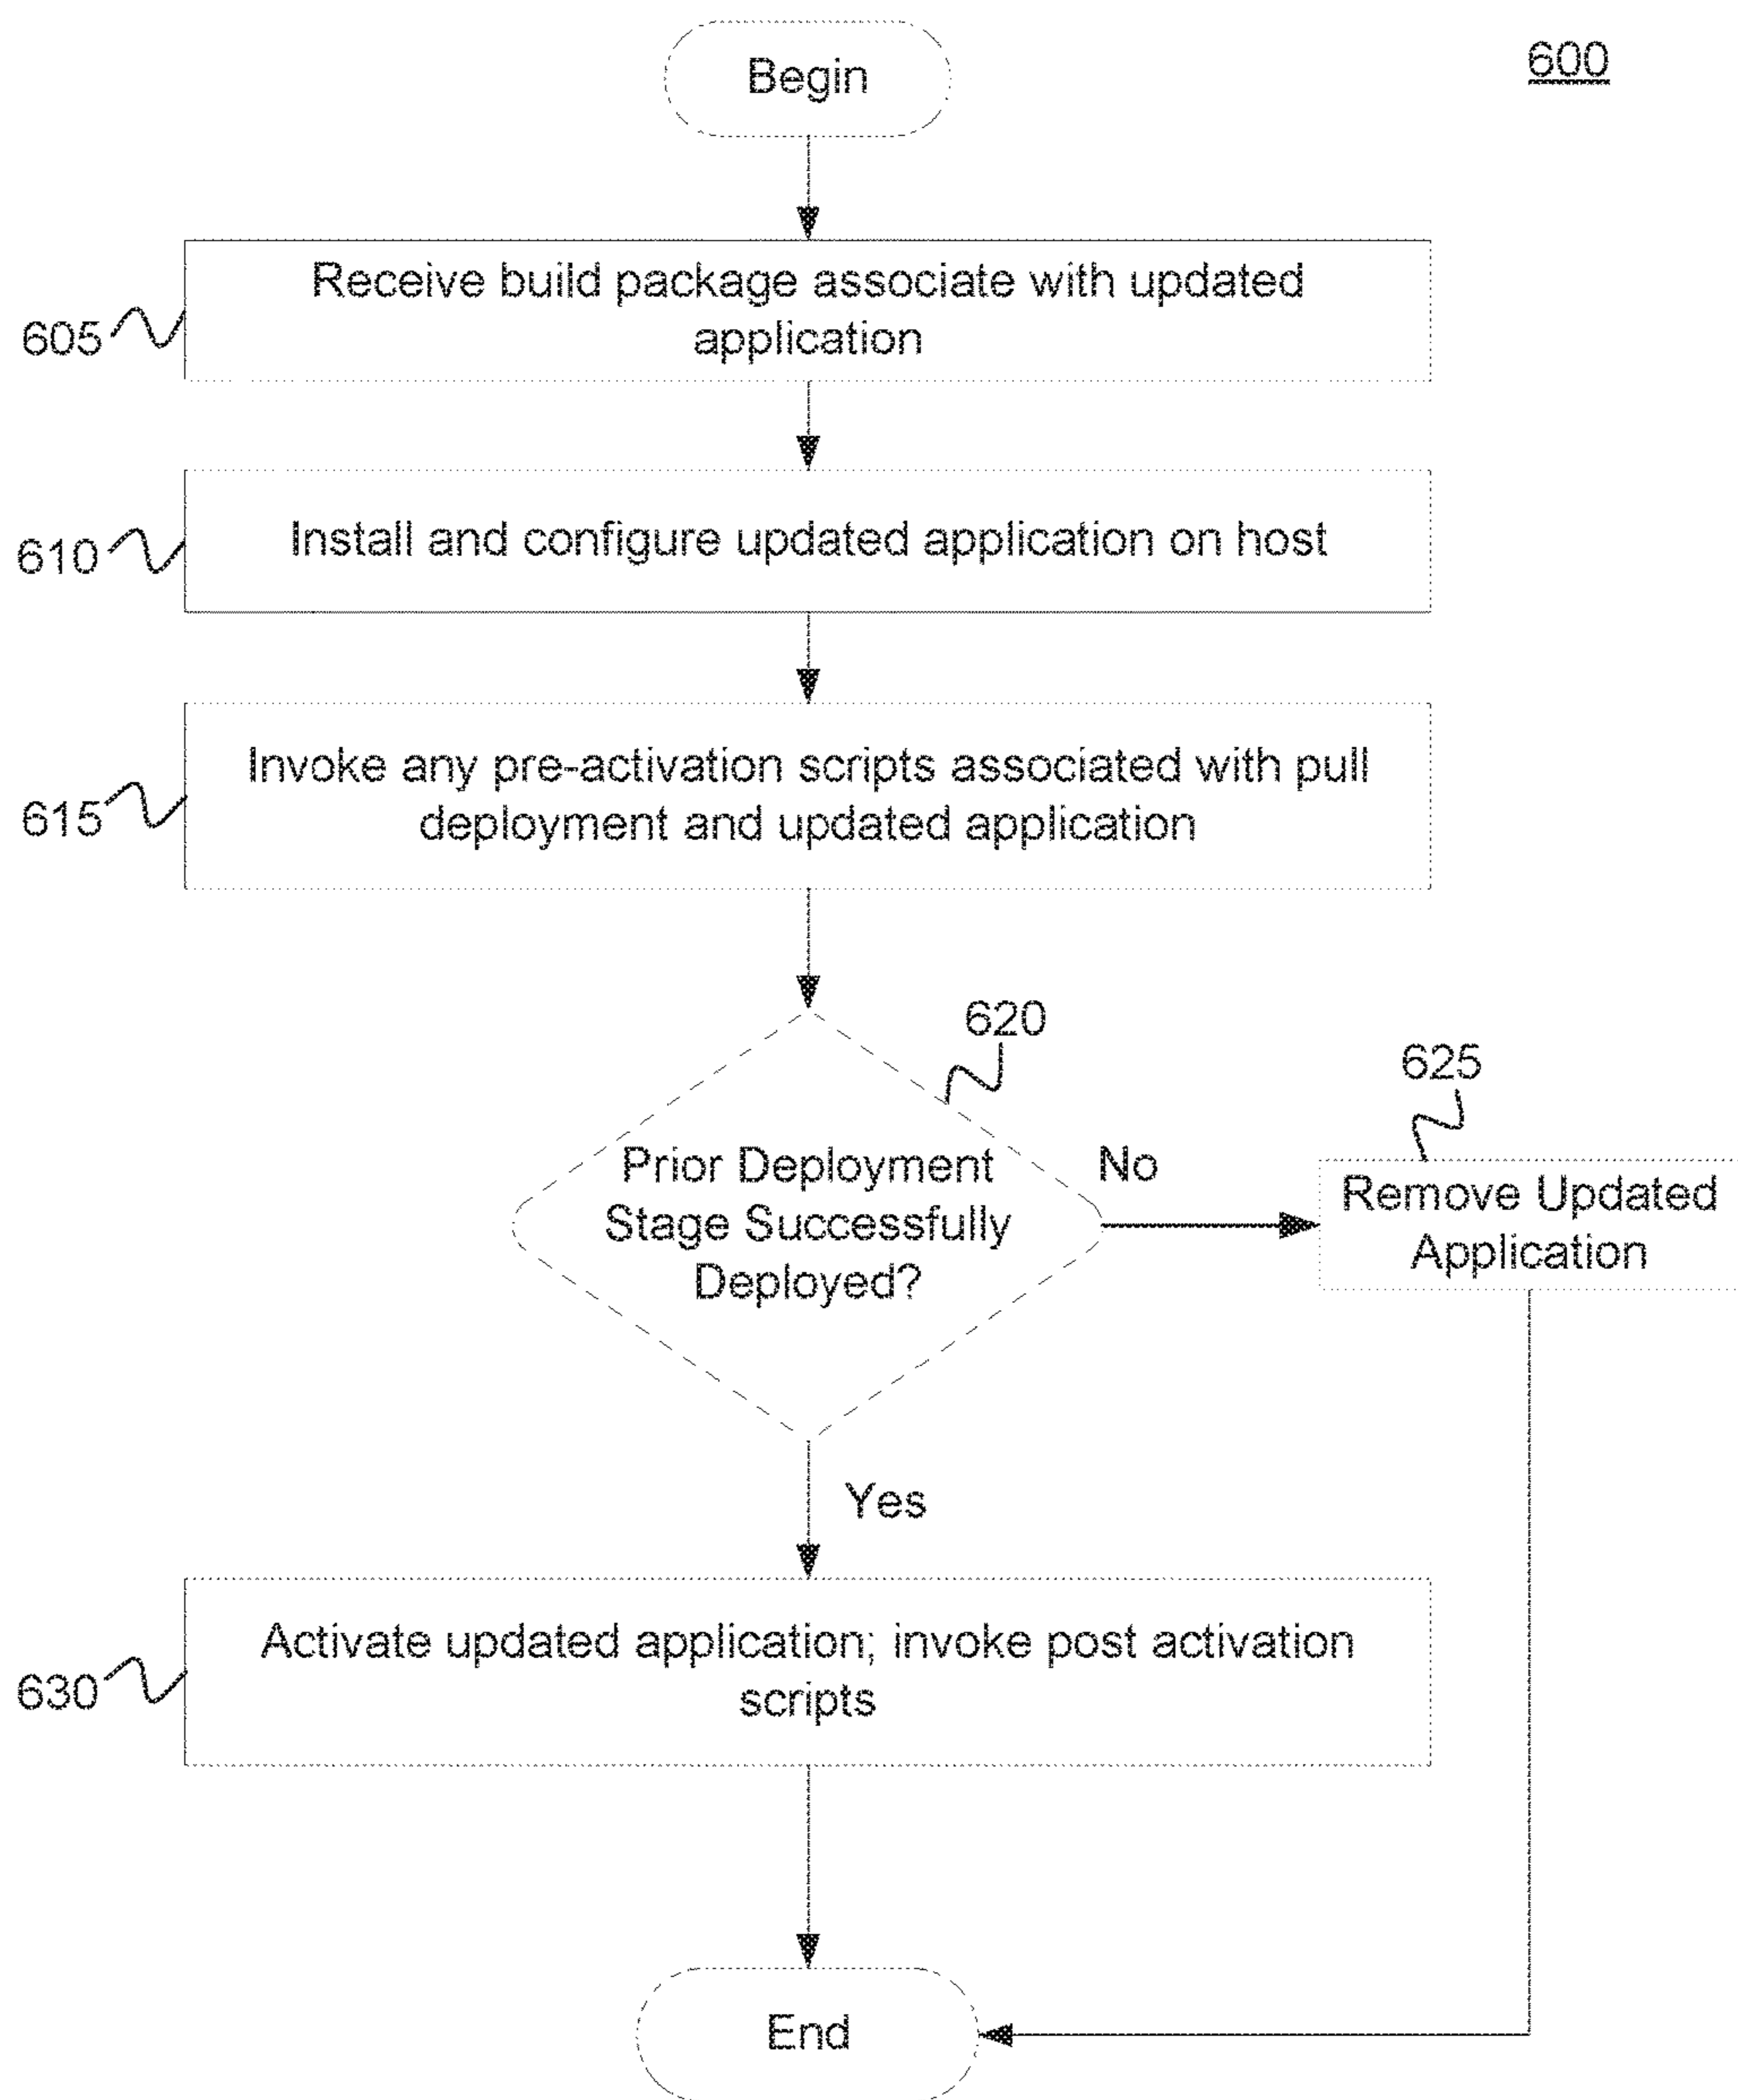 Begin
600
Receive build package associate with updated
application
605
Install and configure updated application on host
610
Invoke any pre-activation scripts associated with pull
deployment and updated application
615
620
625
Prior Deployment
Stage Successfully
Deployed?
No
Remove Updated
Application
Yes
Activate updated application; invoke post activation
scripts
630
End